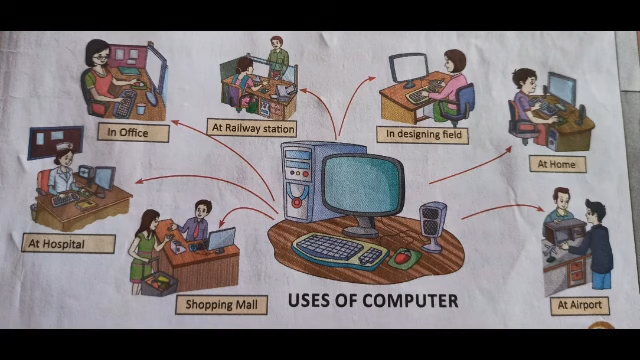 In Office
At Railway station
In designing field
At Home
At Hospital
Shopping Mall
USES OF COMPUTER
At Airport